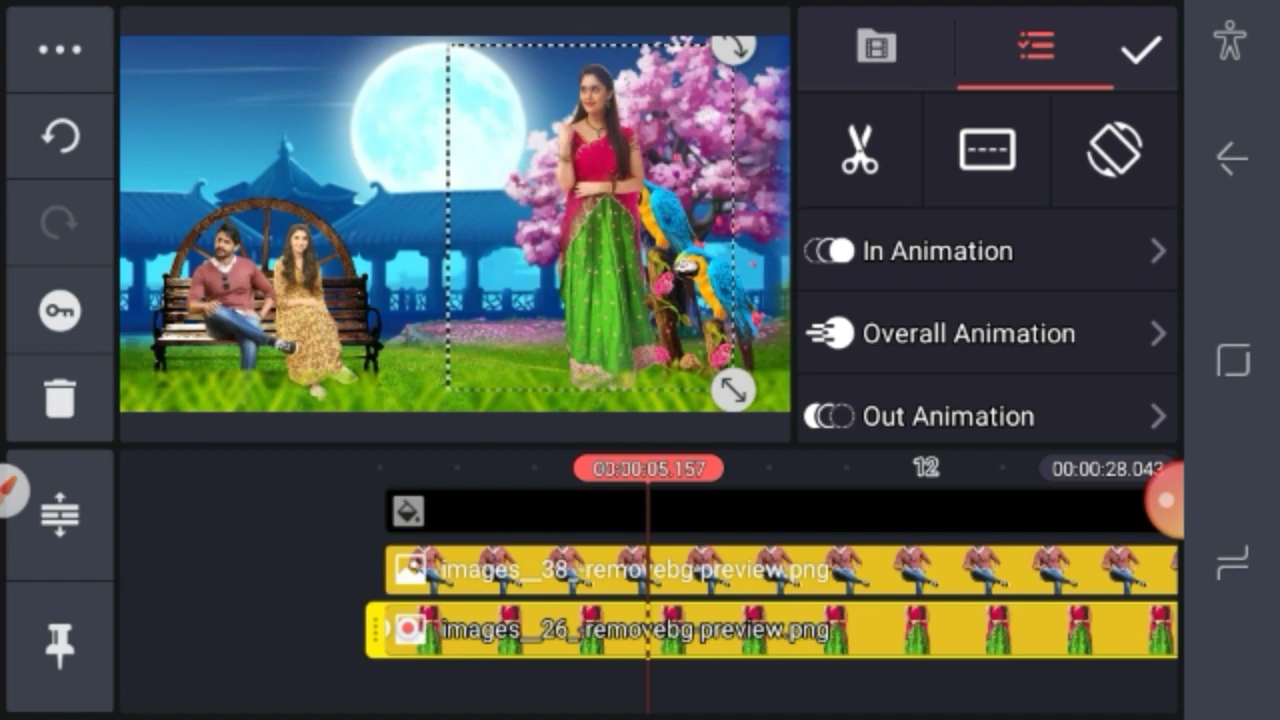 In Animation
Overall Animation
Out Animation
00:00:05.157
12
00:00:28.043
images__38_-removebg-preview.png
images__26_-removebg-preview.png